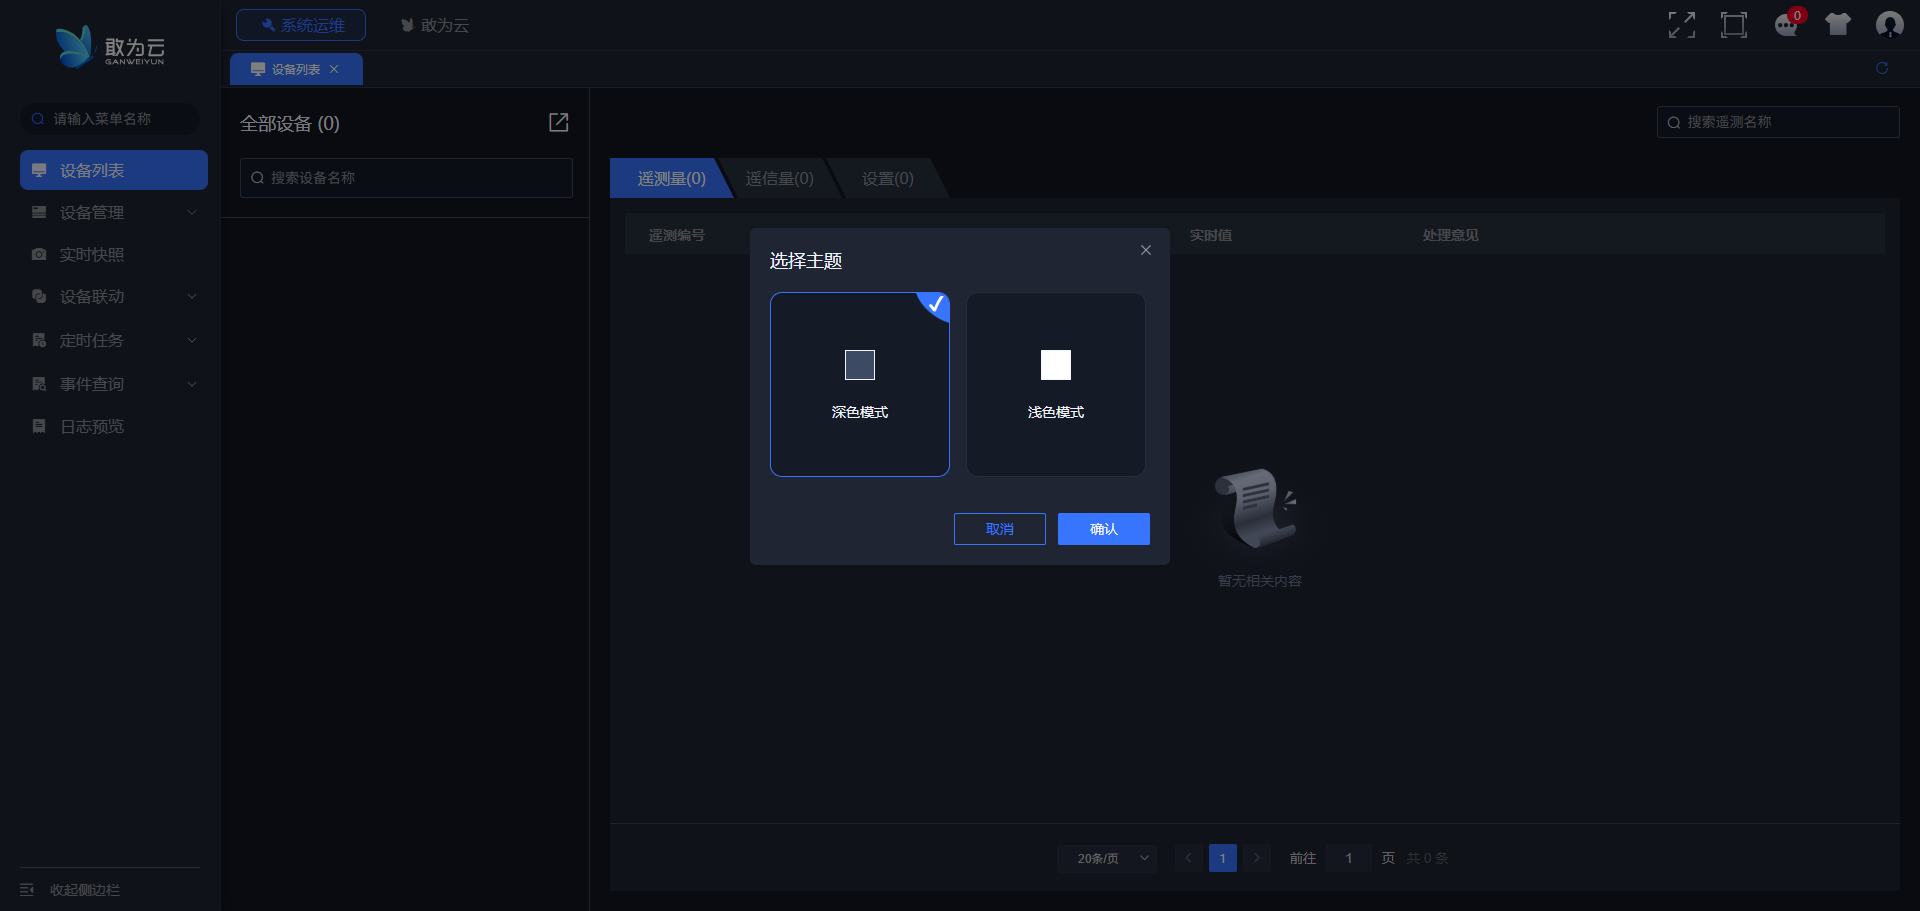 敢为云
GANWEIYUN
系统运维
敢为云
0
设备列表
请输入菜单名称
设备列表
设备管理
实时快照
设备联动
定时任务
事件查询
日志预览
收起侧边栏
全部设备 (0)
搜索设备名称
搜索遥测名称
遥测量(0)
遥信量(0)
设置(0)
遥测编号
实时值
处理意见
选择主题
深色模式
浅色模式
取消
确认
暂无相关内容
20条/页
1
前往
1
页
共 0 条